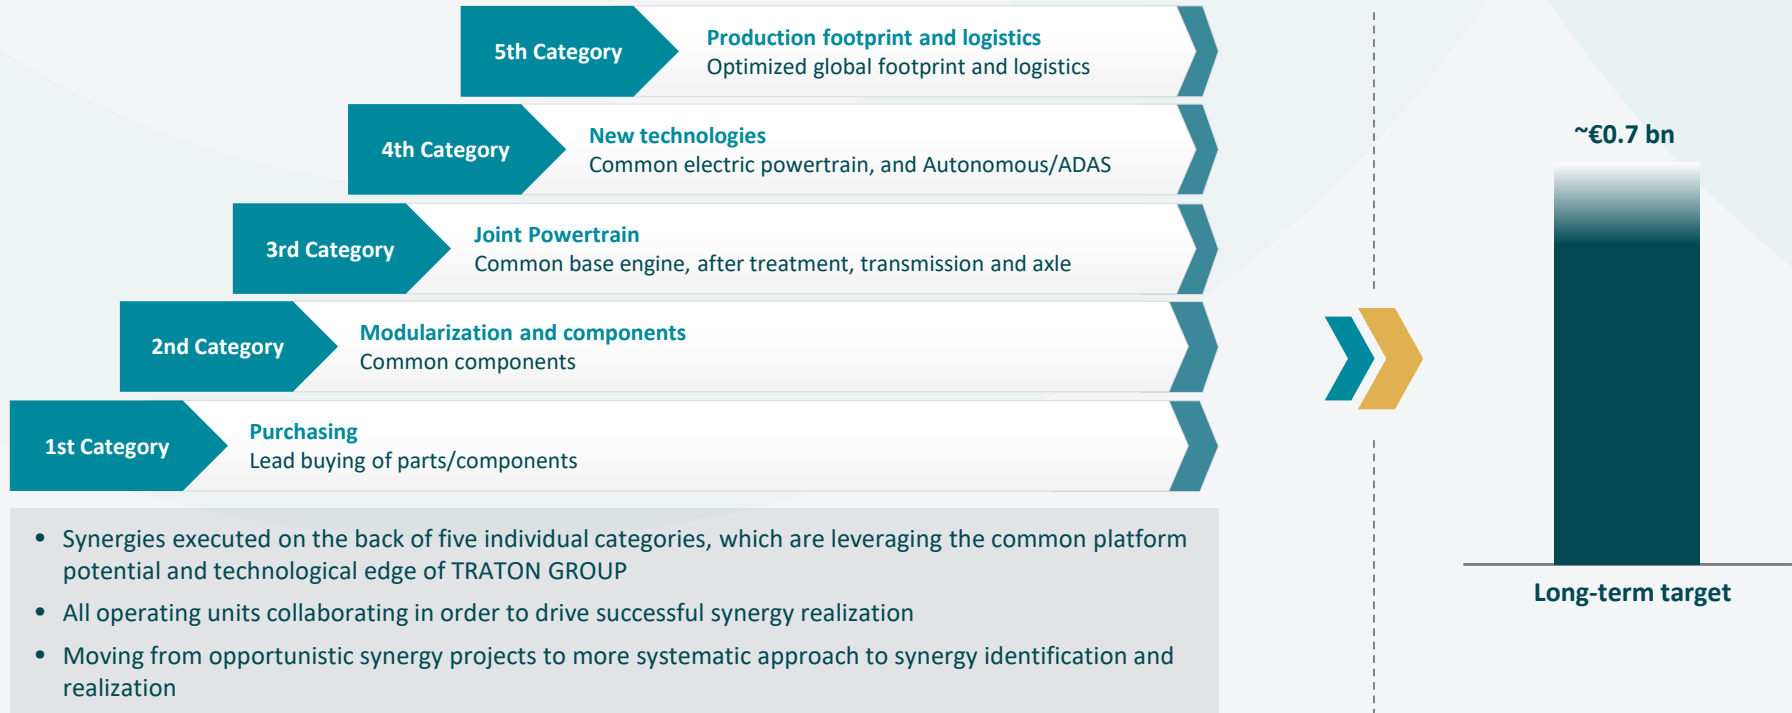 5th Category
Production footprint and logistics
Optimized global footprint and logistics
4th Category
New technologies
Common electric powertrain, and Autonomous/ADAS
3rd Category
Joint Powertrain
Common base engine, after treatment, transmission and axle
2nd Category
Modularization and components
Common components
1st Category
Purchasing
Lead buying of parts/components
• Synergies executed on the back of five individual categories, which are leveraging the common platform
potential and technological edge of TRATON GROUP
• All operating units collaborating in order to drive successful synergy realization
• Moving from opportunistic synergy projects to more systematic approach to synergy identification and
realization
~€0.7 bn
Long-term target